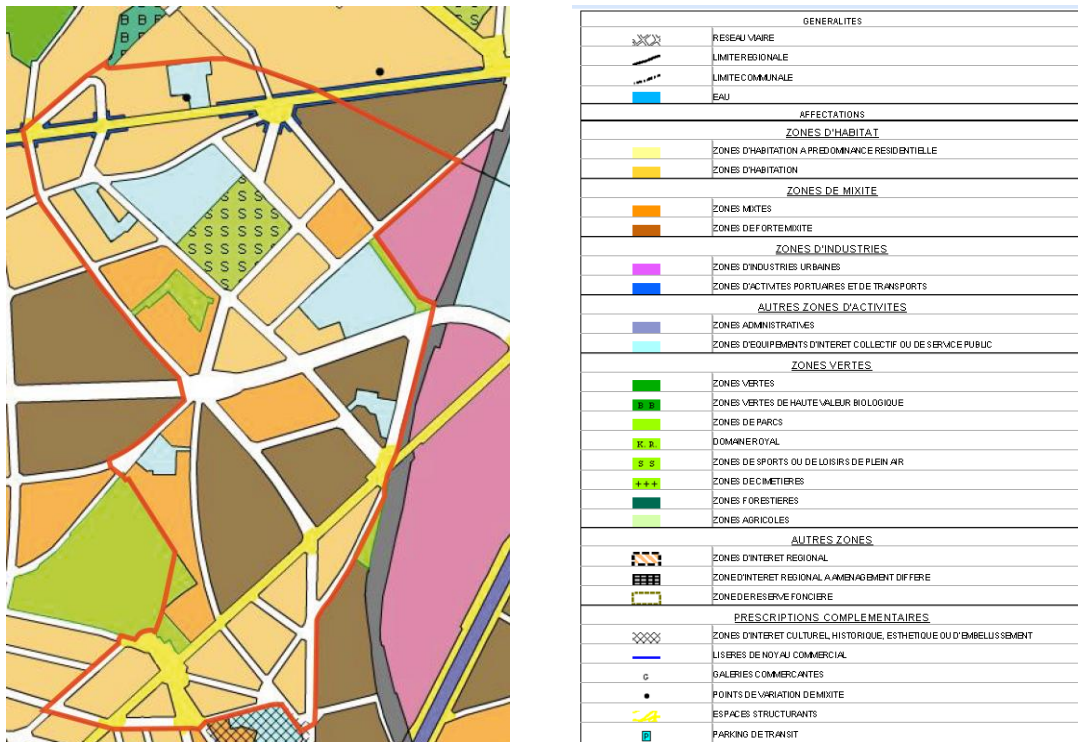 B B
B B
B B
B
S
S S
S S S
S S S S
S S S S S
S S S S S
S S S S
S S S
S S
GENERALITES
RESEAU VIAIRE
LIMITE REGIONALE
LIMITE COMMUNALE
EAU
AFFECTATIONS
ZONES D'HABITAT
ZONES D'HABITATION A PREDOMINANCE RESIDENTIELLE
ZONES D'HABITATION
ZONES DE MIXITE
ZONES MIXTES
ZONES DE FORTE MIXITE
ZONES D'INDUSTRIES
ZONES D'INDUSTRIES URBAINES
ZONES D'ACTIVITES PORTUAIRES ET DE TRANSPORTS
AUTRES ZONES D'ACTIVITES
ZONES ADMINISTRATIVES
ZONES D'EQUIPEMENTS D'INTERET COLLECTIF OU DE SERVICE PUBLIC
ZONES VERTES
ZONES VERTES
B B ZONES VERTES DE HAUTE VALEUR BIOLOGIQUE
ZONES DE PARCS
K. R. DOMAINE ROYAL
S S ZONES DE SPORTS OU DE LOISIRS DE PLEIN AIR
+++ ZONES DE CIMETIERES
ZONES FORESTIERES
ZONES AGRICOLES
AUTRES ZONES
ZONES D'INTERET REGIONAL
ZONE D'INTERET REGIONAL A AMENAGEMENT DIFFERE
ZONE DE RESERVE FONCIERE
PRESCRIPTIONS COMPLEMENTAIRES
ZONES D'INTERET CULTUREL, HISTORIQUE, ESTHETIQUE OU D'EMBELLISSEMENT
LISERES DE NOYAU COMMERCIAL
G GALERIES COMMERCANTES
POINTS DE VARIATION DE MIXITE
ESPACES STRUCTURANTS
P PARKING DE TRANSIT